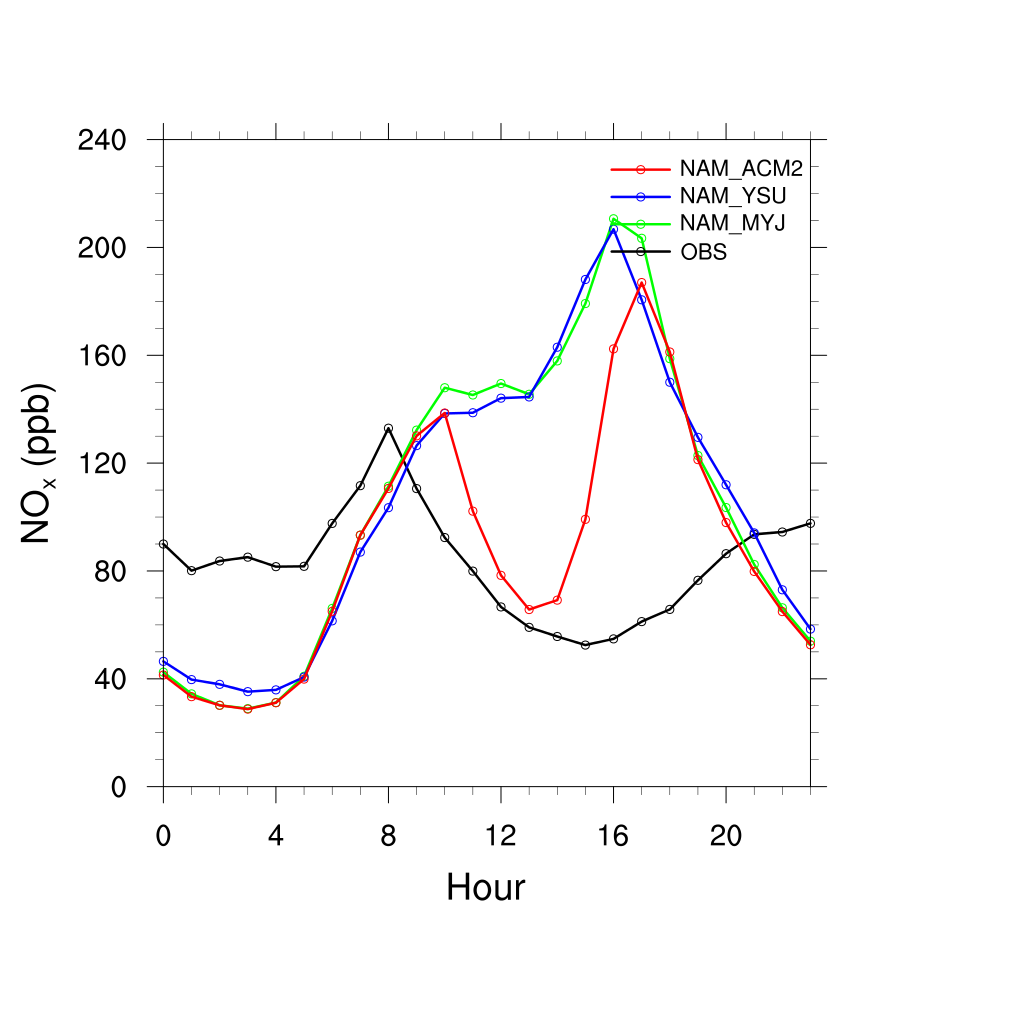 240
200
160
120
80
40
0
NOₓ (ppb)
NAM_ACM2
NAM_YSU
NAM_MYJ
OBS
0 4 8 12 16 20
Hour